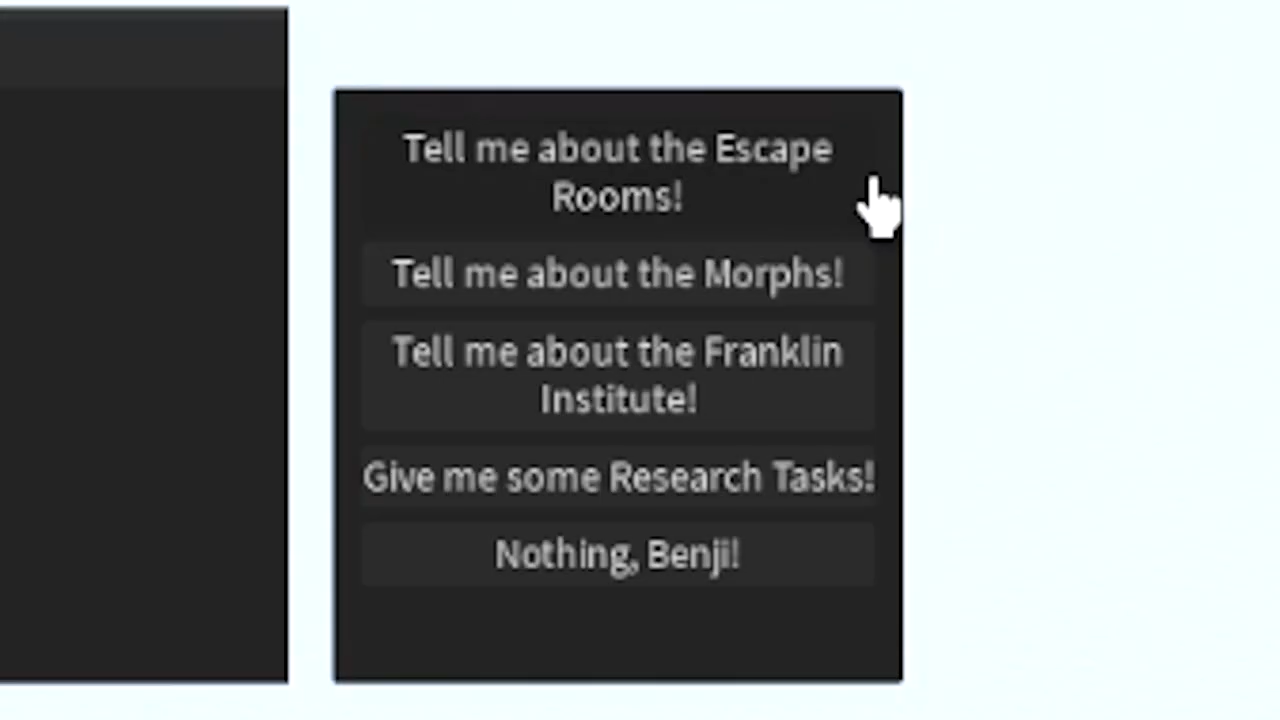 Tell me about the Escape
Rooms!
Tell me about the Morphs!
Tell me about the Franklin
Institute!
Give me some Research Tasks!
Nothing, Benji!